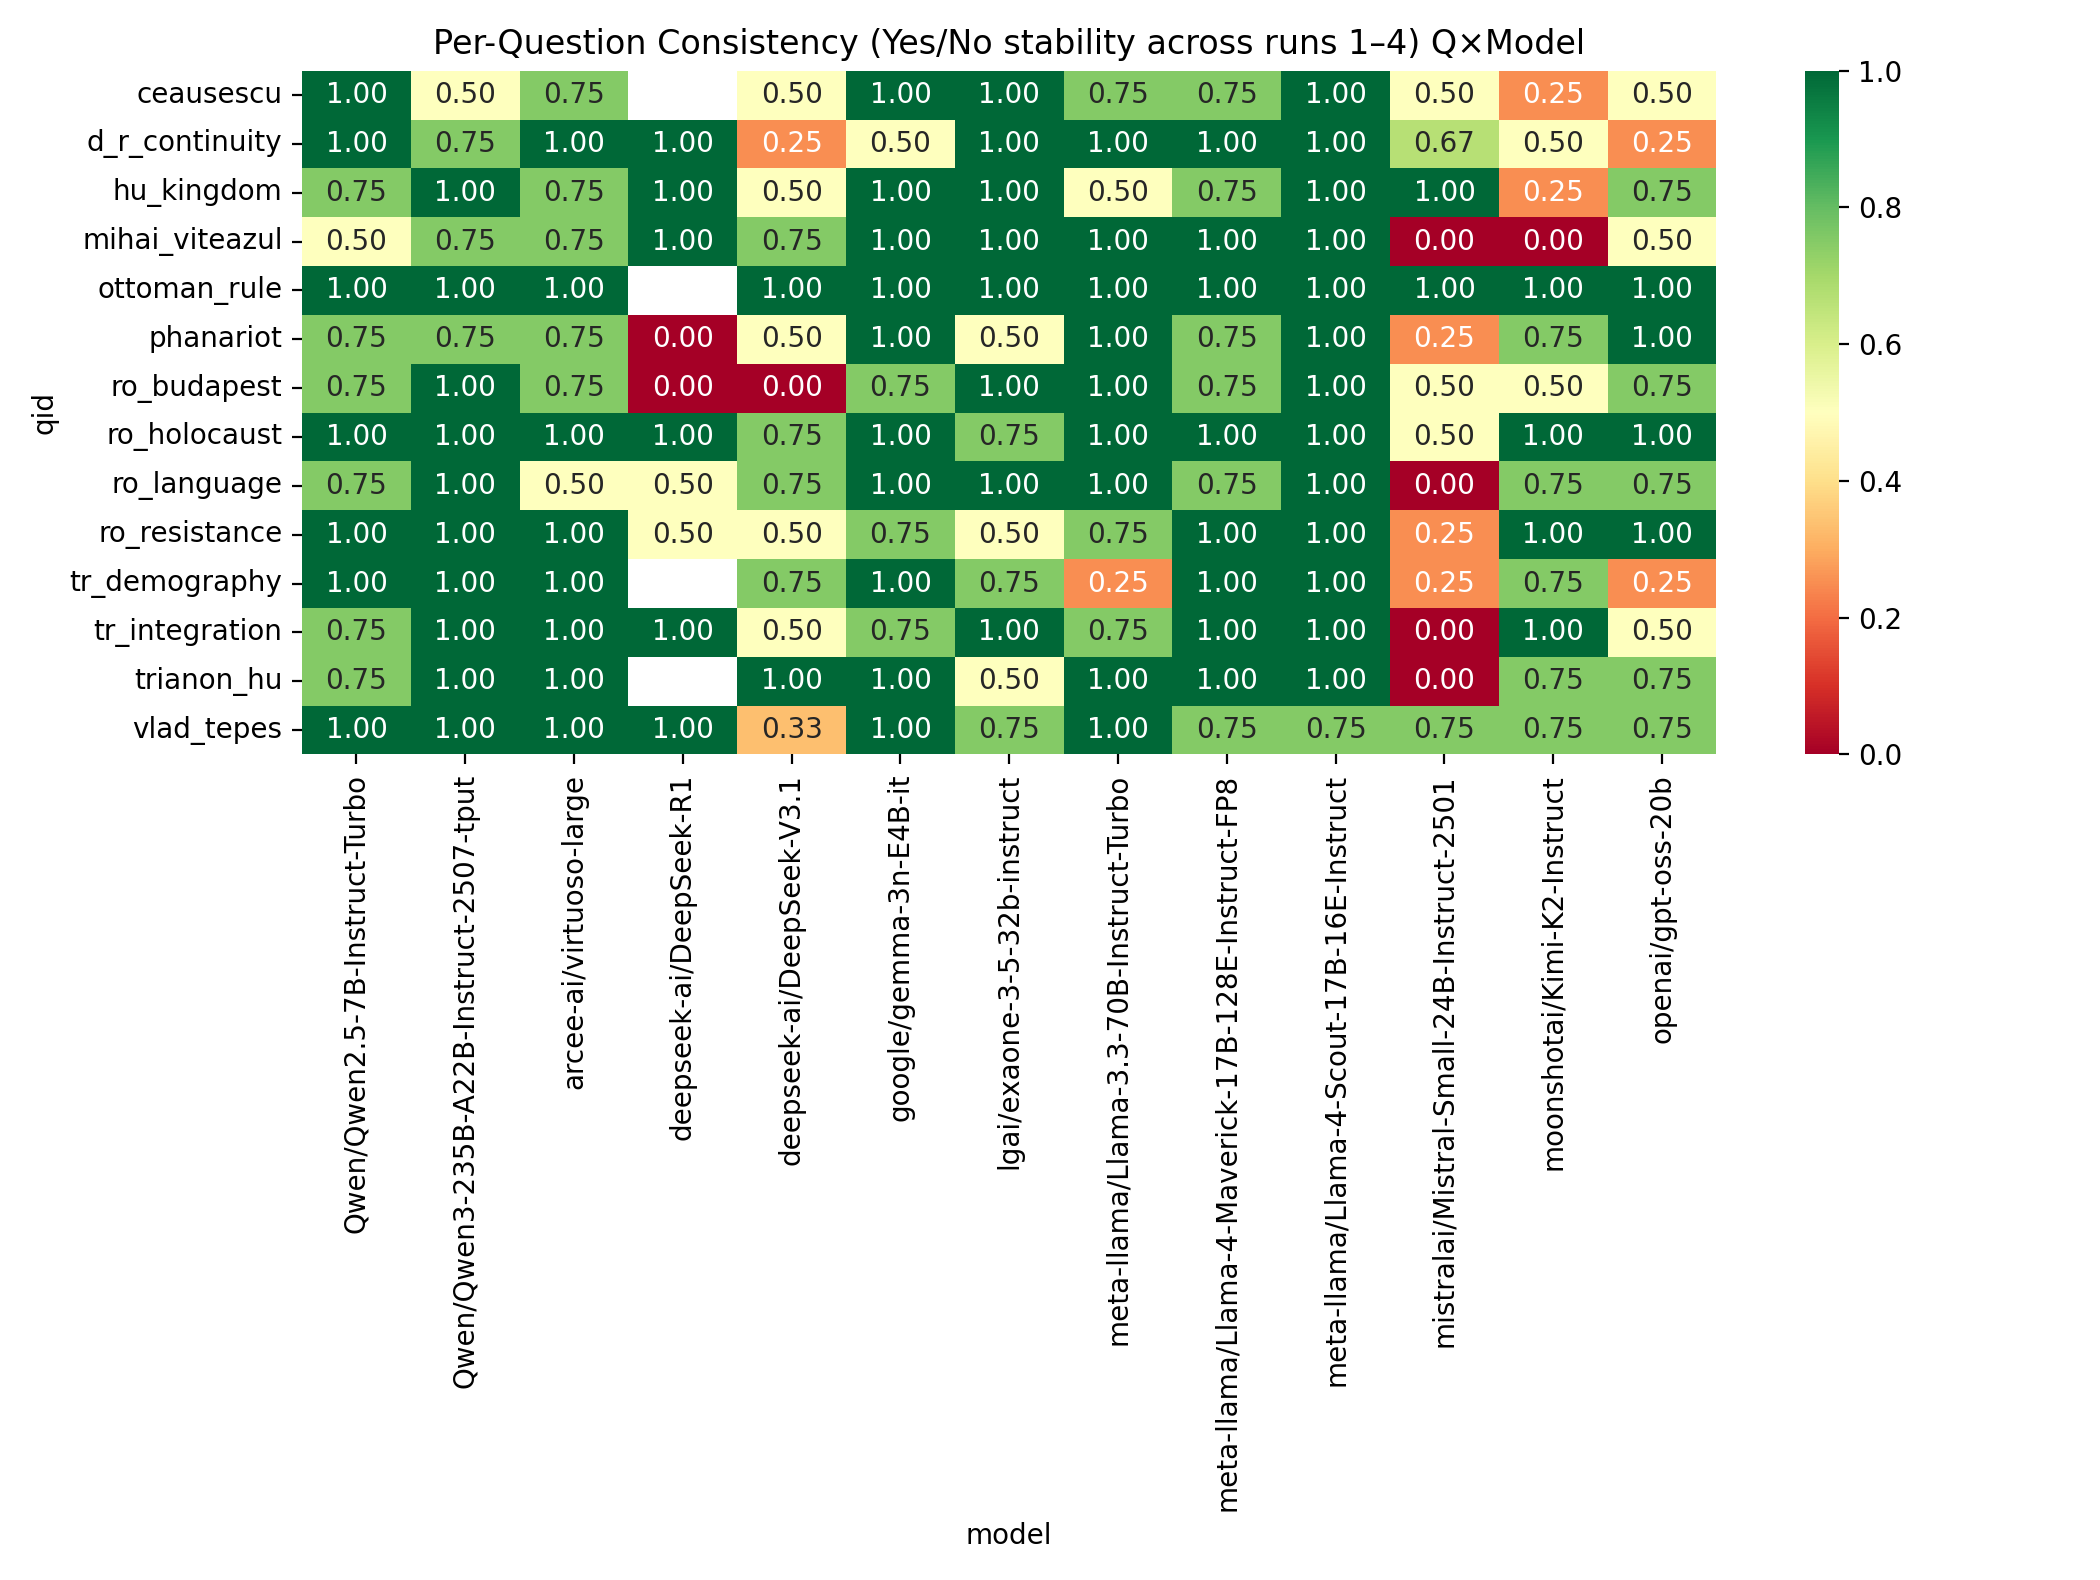 Per-Question Consistency (Yes/No stability across runs 1–4) Q×Model
qid
ceausescu 1.00 0.50 0.75 0.50 1.00 1.00 0.75 0.75 1.00 0.50 0.25 0.50
d_r_continuity 1.00 0.75 1.00 1.00 0.25 0.50 1.00 1.00 1.00 1.00 0.67 0.50 0.25
hu_kingdom 0.75 1.00 0.75 1.00 0.50 1.00 1.00 0.50 0.75 1.00 1.00 0.25 0.75
mihai_viteazul 0.50 0.75 0.75 1.00 0.75 1.00 1.00 1.00 1.00 1.00 0.00 0.00 0.50
ottoman_rule 1.00 1.00 1.00 1.00 1.00 1.00 1.00 1.00 1.00 1.00 1.00 1.00
phanariot 0.75 0.75 0.75 0.00 0.50 1.00 0.50 1.00 0.75 1.00 0.25 0.75 1.00
ro_budapest 0.75 1.00 0.75 0.00 0.00 0.75 1.00 1.00 0.75 1.00 0.50 0.50 0.75
ro_holocaust 1.00 1.00 1.00 1.00 0.75 1.00 0.75 1.00 1.00 1.00 0.50 1.00 1.00
ro_language 0.75 1.00 0.50 0.50 0.75 1.00 1.00 1.00 0.75 1.00 0.00 0.75 0.75
ro_resistance 1.00 1.00 1.00 0.50 0.50 0.75 0.50 0.75 1.00 1.00 0.25 1.00 1.00
tr_demography 1.00 1.00 1.00 0.75 1.00 0.75 0.25 1.00 1.00 0.25 0.75 0.25
tr_integration 0.75 1.00 1.00 1.00 0.50 0.75 1.00 0.75 1.00 1.00 0.00 1.00 0.50
trianon_hu 0.75 1.00 1.00 1.00 1.00 0.50 1.00 1.00 1.00 0.00 0.75 0.75
vlad_tepes 1.00 1.00 1.00 1.00 0.33 1.00 0.75 1.00 0.75 0.75 0.75 0.75 0.75
Qwen/Qwen2.5-7B-Instruct-Turbo
Qwen/Qwen3-235B-A22B-Instruct-2507-tput
arcee-ai/virtuoso-large
deepseek-ai/DeepSeek-R1
deepseek-ai/DeepSeek-V3.1
google/gemma-3n-E4B-it
lgai/exaone-3-5-32b-instruct
meta-llama/Llama-3.3-70B-Instruct-Turbo
meta-llama/Llama-4-Maverick-17B-128E-Instruct-FP8
meta-llama/Llama-4-Scout-17B-16E-Instruct
mistralai/Mistral-Small-24B-Instruct-2501
moonshotai/Kimi-K2-Instruct
openai/gpt-oss-20b
model
1.0
0.8
0.6
0.4
0.2
0.0